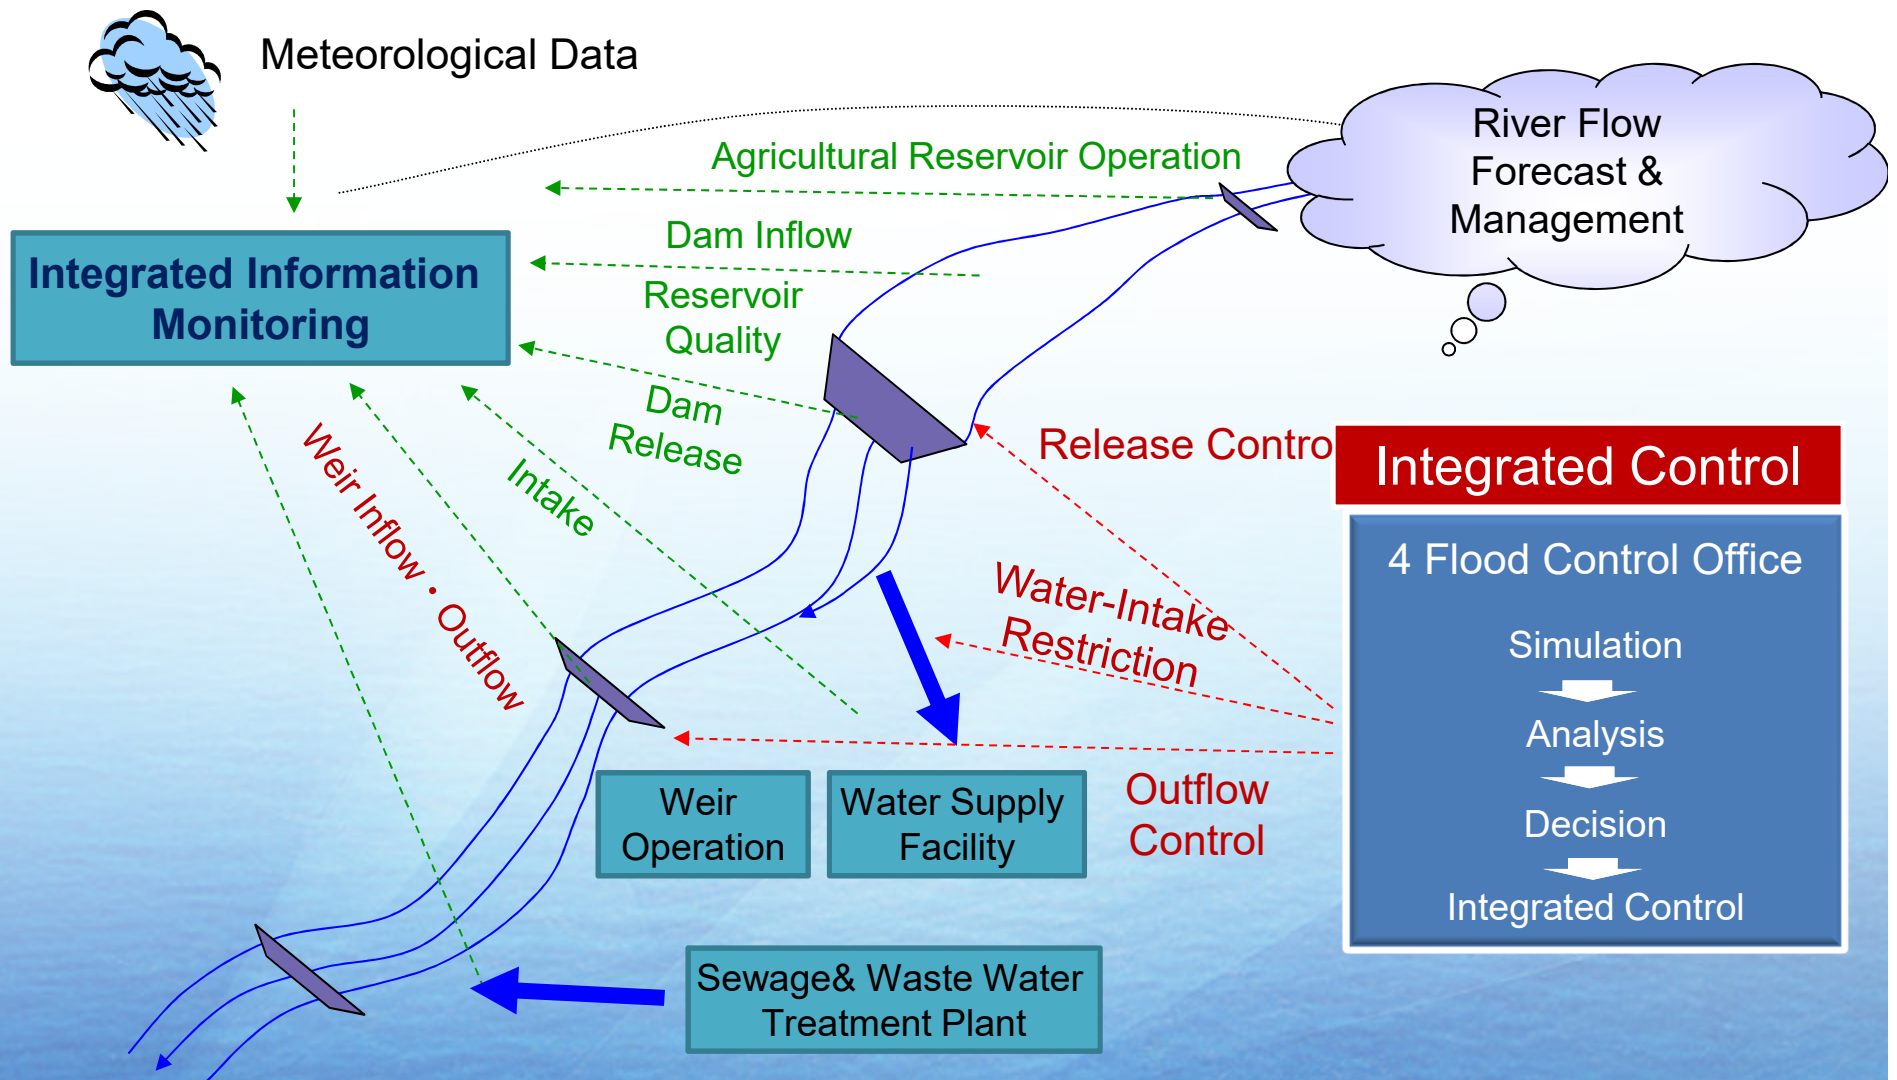 Meteorological Data
River Flow
Forecast &
Management
Agricultural Reservoir Operation
Dam Inflow
Integrated Information
Monitoring
Reservoir
Quality
Dam
Release
Weir Inflow • Outflow
Intake
Release Contro
Integrated Control
4 Flood Control Office
Simulation
Analysis
Decision
Integrated Control
Water-Intake
Restriction
Outflow
Control
Weir
Operation
Water Supply
Facility
Sewage& Waste Water
Treatment Plant